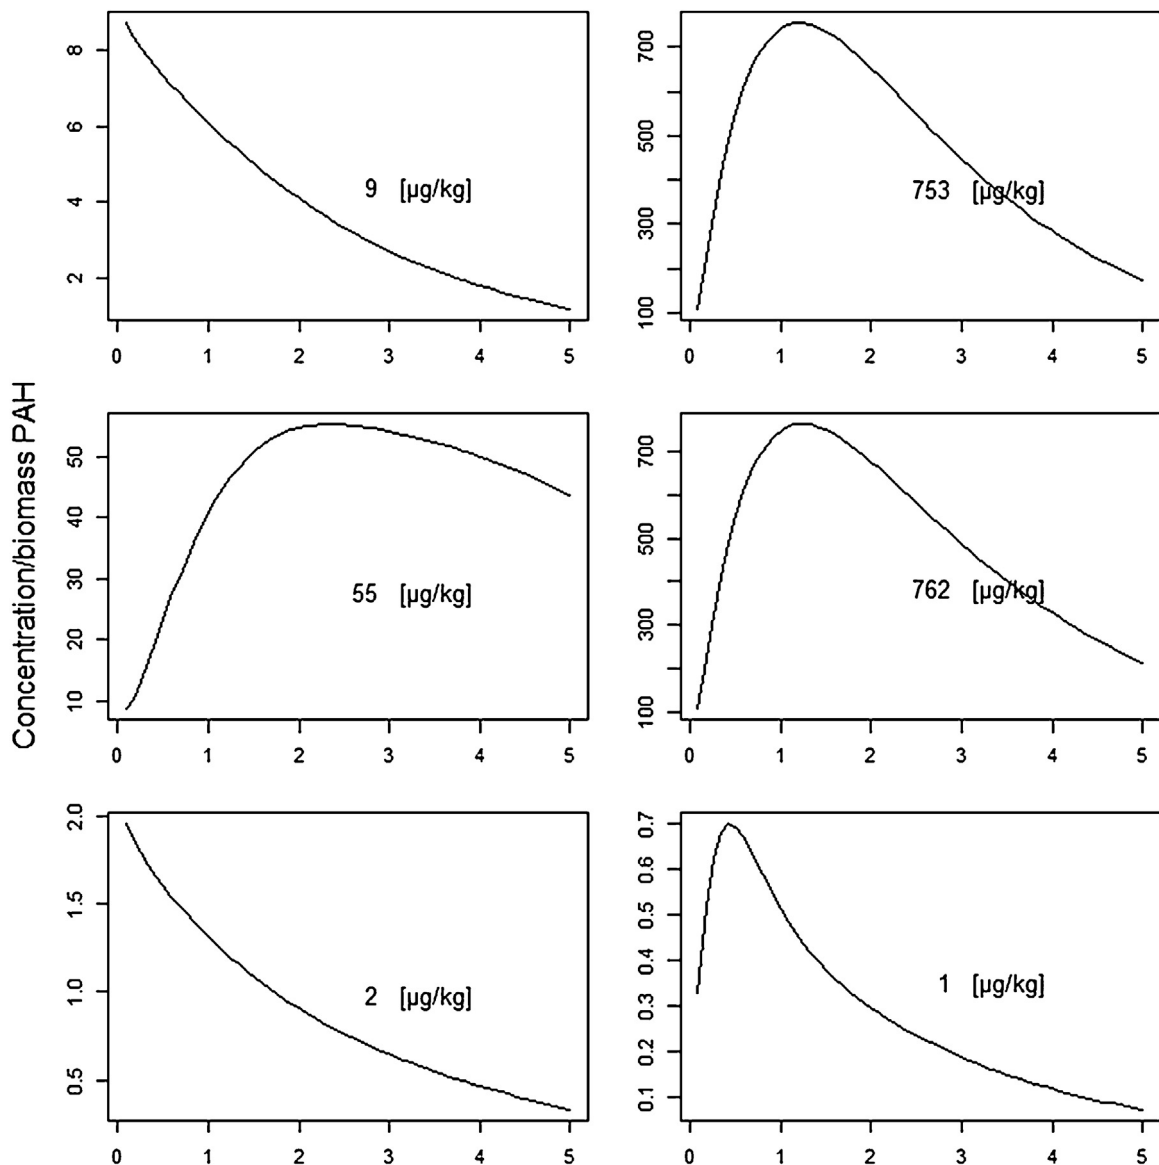 8
6
4
2
9 [µg/kg]
0 1 2 3 4 5
700
500
300
100
753 [µg/kg]
0 1 2 3 4 5
Concentration/biomass PAH
50
40
30
20
10
55 [µg/kg]
0 1 2 3 4 5
700
500
300
100
762 [µg/kg]
0 1 2 3 4 5
2.0
1.5
1.0
0.5
2 [µg/kg]
0 1 2 3 4 5
0.7
0.6
0.5
0.4
0.3
0.2
0.1
1 [µg/kg]
0 1 2 3 4 5